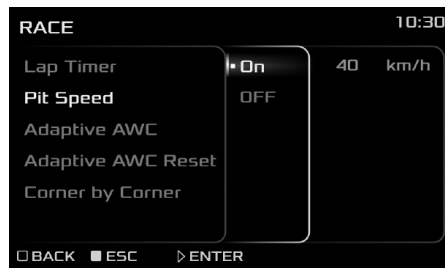 RACE 10:30
Lap Timer On 40 km/h
Pit Speed OFF
Adaptive AWC
Adaptive AWC Reset
Corner by Corner
BACK ESC ENTER